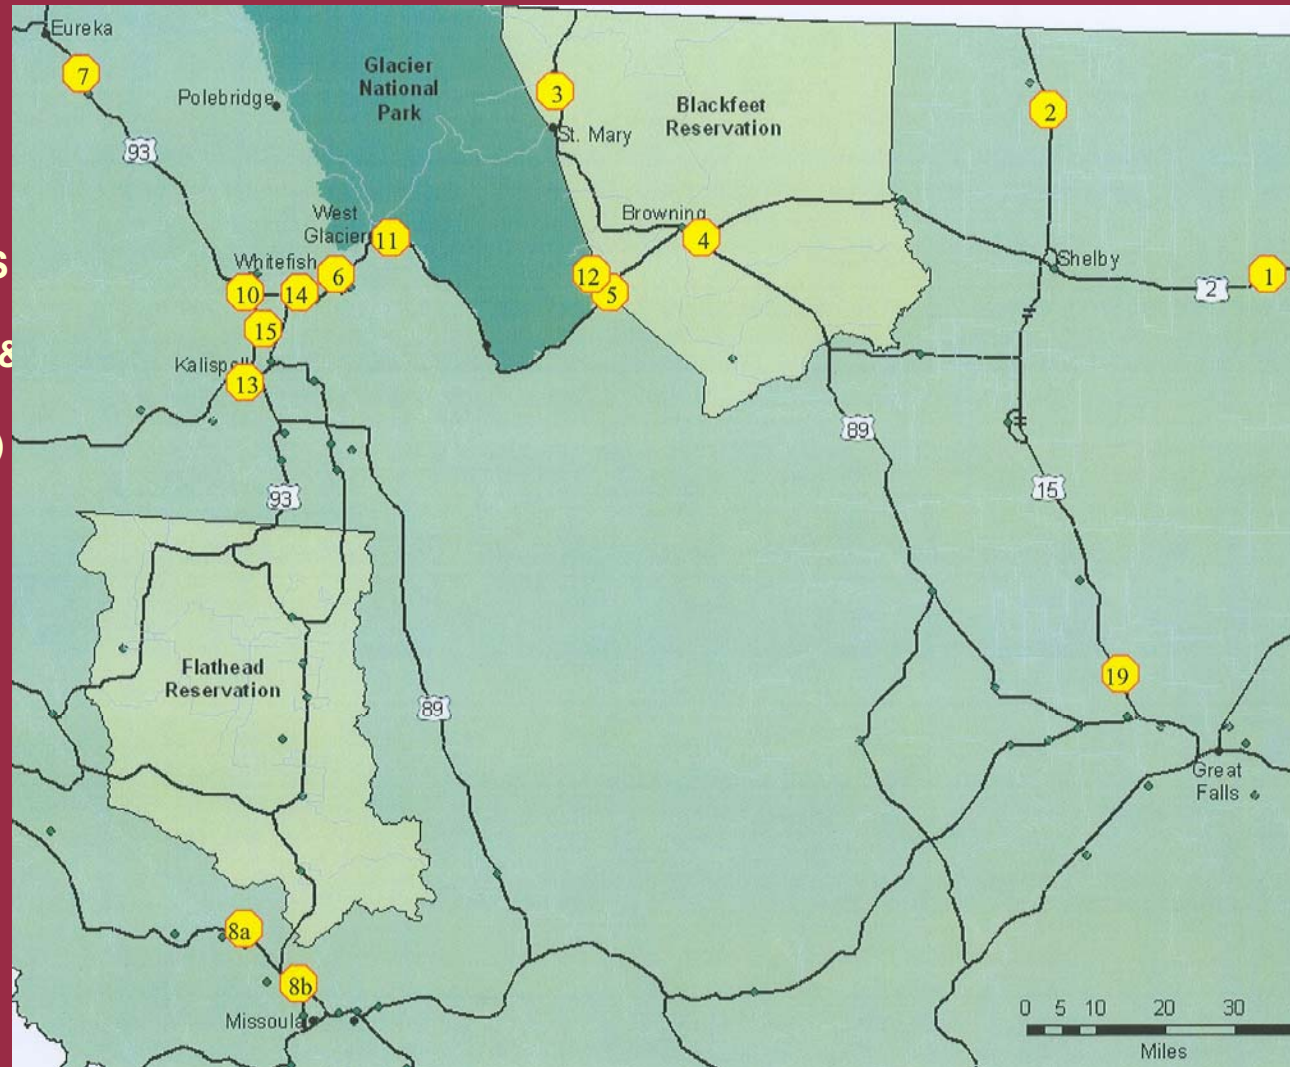 Eureka
7
Glacier
National
Park
3
Polebridge
Blackfeet
Reservation
2
93
St. Mary
West
Glacier
11
Browning
4
Whitefish
6
12
5
Shelby
1
10
14
2
15
Kalispell
13
89
93
15
Flathead
Reservation
19
89
Great
Falls
8a
8b
Missoula
0 5 10 20 30
Miles
S
&
)